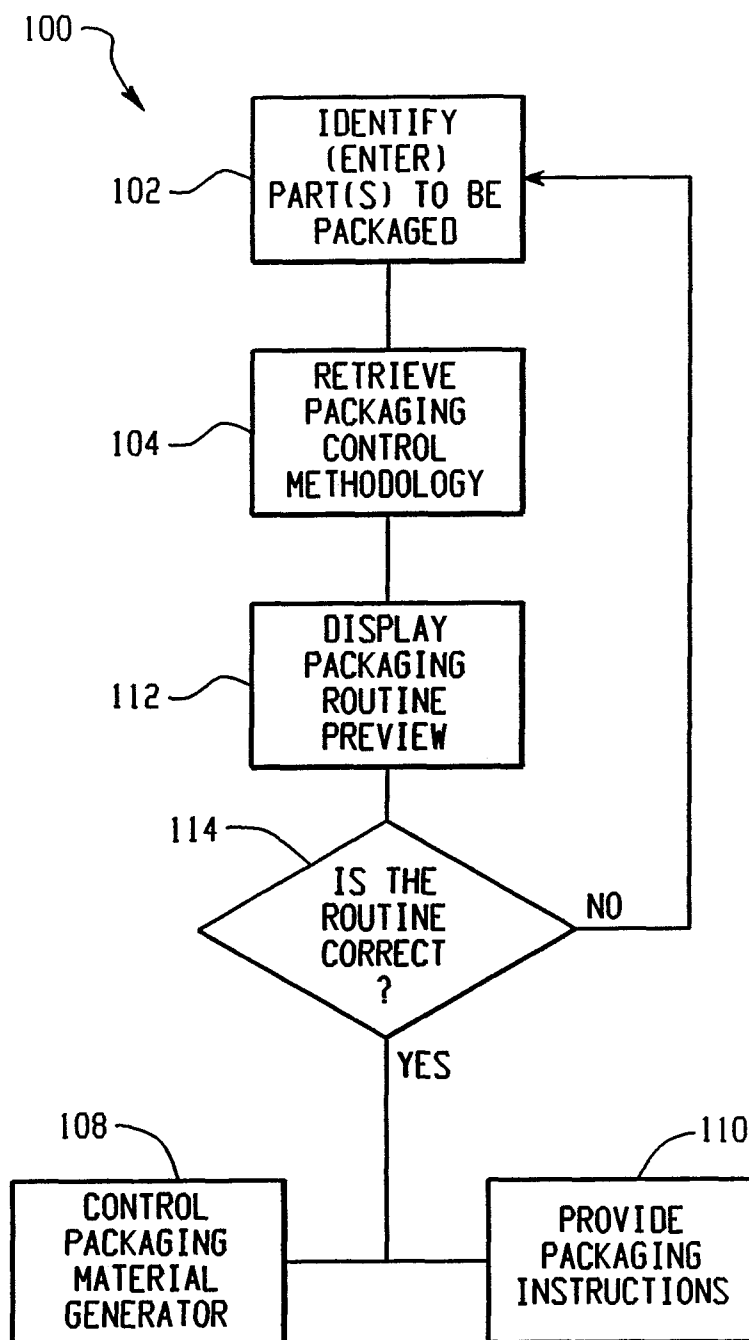 100
IDENTIFY
(ENTER)
PART(S) TO BE
PACKAGED
102
RETRIEVE
PACKAGING
CONTROL
METHODOLOGY
104
DISPLAY
PACKAGING
ROUTINE
PREVIEW
112
114
IS THE
ROUTINE
CORRECT
?
NO
YES
108
CONTROL
PACKAGING
MATERIAL
GENERATOR
110
PROVIDE
PACKAGING
INSTRUCTIONS